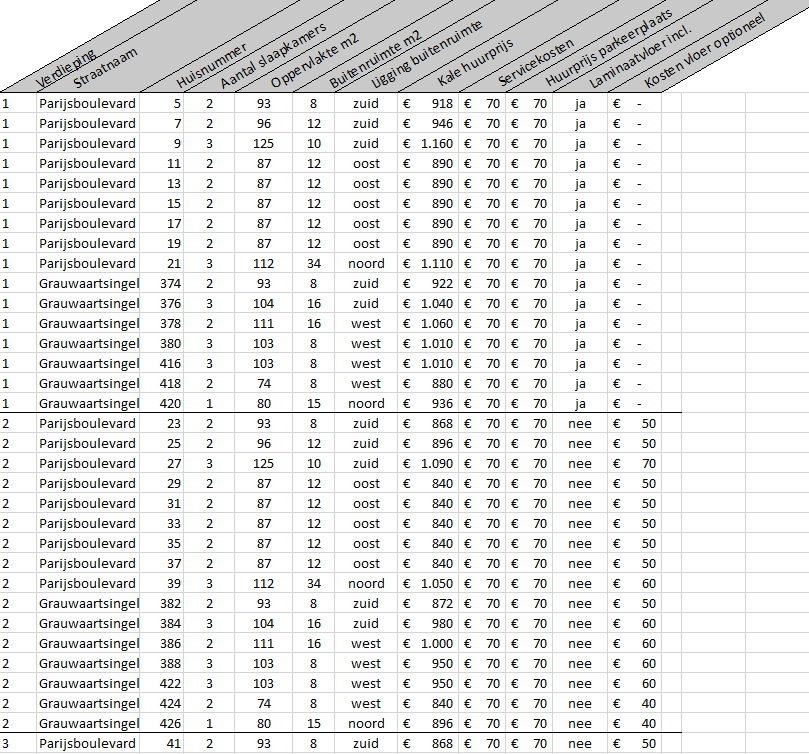 Verdieping
Straatnaam
Huisnummer
Aantal slaapkamers
Oppervlakte m2
Buitenruimte m2
Ligging buitenruimte
Kale huurprijs
Servicekosten
Huurprijs parkeerplaats
Laminaatvloer incl.
Kosten vloer optioneel
1 Parijsboulevard 5 2 93 8 zuid € 918 € 70 € 70 ja € -
1 Parijsboulevard 7 2 96 12 zuid € 946 € 70 € 70 ja € -
1 Parijsboulevard 9 3 125 10 zuid € 1.160 € 70 € 70 ja € -
1 Parijsboulevard 11 2 87 12 oost € 890 € 70 € 70 ja € -
1 Parijsboulevard 13 2 87 12 oost € 890 € 70 € 70 ja € -
1 Parijsboulevard 15 2 87 12 oost € 890 € 70 € 70 ja € -
1 Parijsboulevard 17 2 87 12 oost € 890 € 70 € 70 ja € -
1 Parijsboulevard 19 2 87 12 oost € 890 € 70 € 70 ja € -
1 Parijsboulevard 21 3 112 34 noord € 1.110 € 70 € 70 ja € -
1 Grauwaartsingel 374 2 93 8 zuid € 922 € 70 € 70 ja € -
1 Grauwaartsingel 376 3 104 16 zuid € 1.040 € 70 € 70 ja € -
1 Grauwaartsingel 378 2 111 16 west € 1.060 € 70 € 70 ja € -
1 Grauwaartsingel 380 3 103 8 west € 1.010 € 70 € 70 ja € -
1 Grauwaartsingel 416 3 103 8 west € 1.010 € 70 € 70 ja € -
1 Grauwaartsingel 418 2 74 8 west € 880 € 70 € 70 ja € -
1 Grauwaartsingel 420 1 80 15 noord € 936 € 70 € 70 ja € -
2 Parijsboulevard 23 2 93 8 zuid € 868 € 70 € 70 nee € 50
2 Parijsboulevard 25 2 96 12 zuid € 896 € 70 € 70 nee € 50
2 Parijsboulevard 27 3 125 10 zuid € 1.090 € 70 € 70 nee € 70
2 Parijsboulevard 29 2 87 12 oost € 840 € 70 € 70 nee € 50
2 Parijsboulevard 31 2 87 12 oost € 840 € 70 € 70 nee € 50
2 Parijsboulevard 33 2 87 12 oost € 840 € 70 € 70 nee € 50
2 Parijsboulevard 35 2 87 12 oost € 840 € 70 € 70 nee € 50
2 Parijsboulevard 37 2 87 12 oost € 840 € 70 € 70 nee € 50
2 Parijsboulevard 39 3 112 34 noord € 1.050 € 70 € 70 nee € 60
2 Grauwaartsingel 382 2 93 8 zuid € 872 € 70 € 70 nee € 50
2 Grauwaartsingel 384 3 104 16 zuid € 980 € 70 € 70 nee € 60
2 Grauwaartsingel 386 2 111 16 west € 1.000 € 70 € 70 nee € 60
2 Grauwaartsingel 388 3 103 8 west € 950 € 70 € 70 nee € 60
2 Grauwaartsingel 422 3 103 8 west € 950 € 70 € 70 nee € 60
2 Grauwaartsingel 424 2 74 8 west € 840 € 70 € 70 nee € 40
2 Grauwaartsingel 426 1 80 15 noord € 896 € 70 € 70 nee € 40
3 Parijsboulevard 41 2 93 8 zuid € 868 € 70 € 70 nee € 50